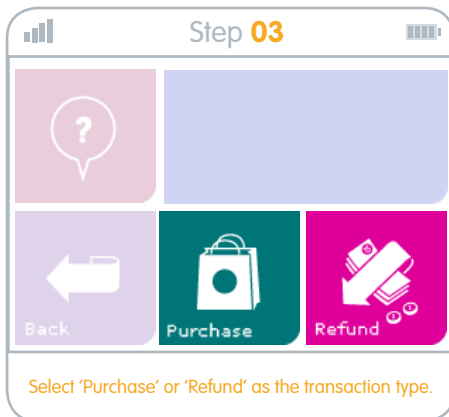 Step 03
?
Back
Purchase
Refund
Select ‘Purchase’ or ‘Refund’ as the transaction type.